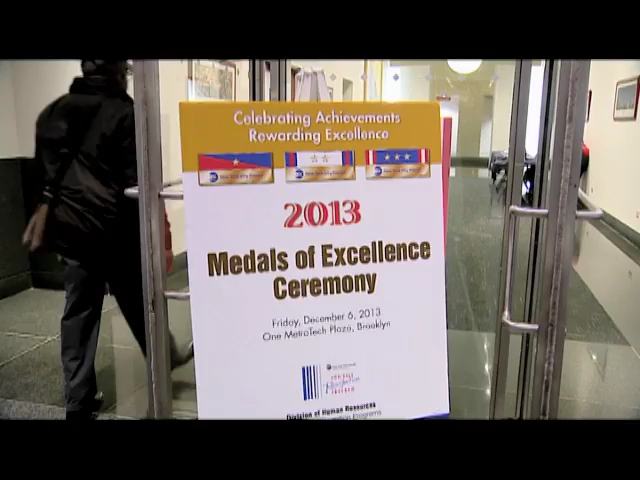 Celebrating Achievements
Rewarding Excellence
2013
Medals of Excellence
Ceremony
Friday, December 6, 2013
One MetroTech Plaza, Brooklyn
Division of Human Resources
Programs